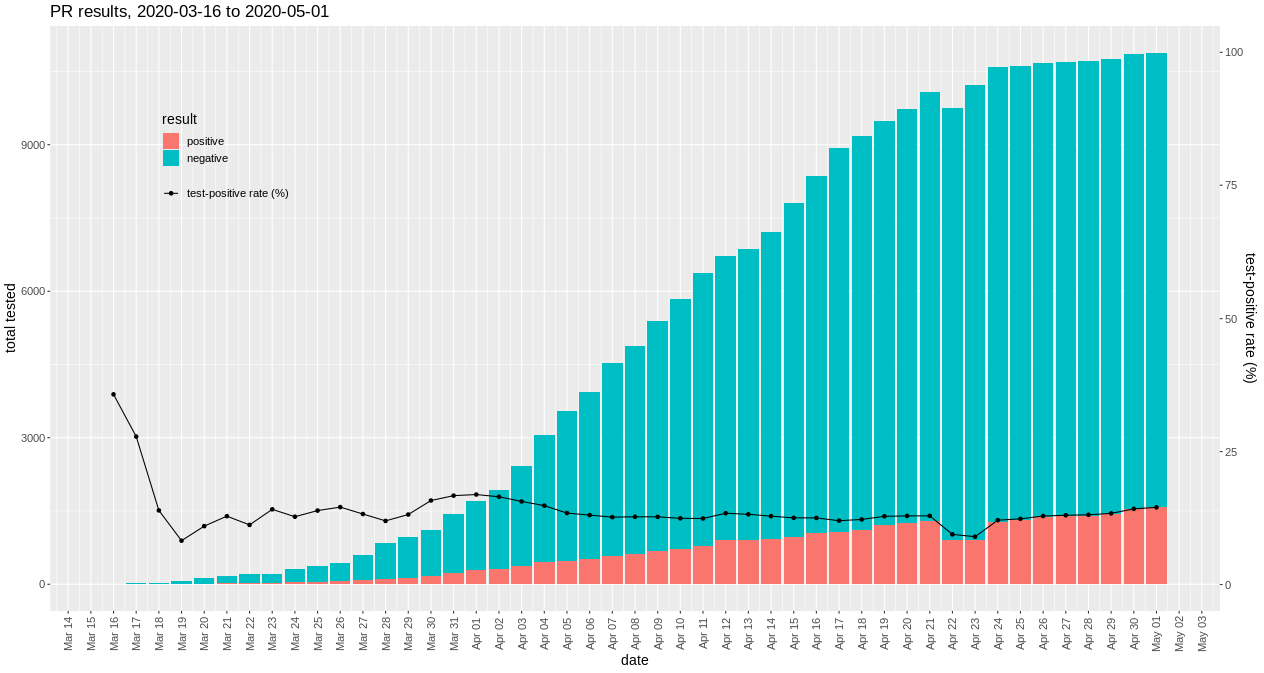 PR results, 2020-03-16 to 2020-05-01
total tested
9000
6000
3000
0
result
positive
negative
test-positive rate (%)
100
75
50
25
0
test-positive rate (%)
Mar 14
Mar 15
Mar 16
Mar 17
Mar 18
Mar 19
Mar 20
Mar 21
Mar 22
Mar 23
Mar 24
Mar 25
Mar 26
Mar 27
Mar 28
Mar 29
Mar 30
Mar 31
Apr 01
Apr 02
Apr 03
Apr 04
Apr 05
Apr 06
Apr 07
Apr 08
Apr 09
Apr 10
Apr 11
Apr 12
Apr 13
Apr 14
Apr 15
Apr 16
Apr 17
Apr 18
Apr 19
Apr 20
Apr 21
Apr 22
Apr 23
Apr 24
Apr 25
Apr 26
Apr 27
Apr 28
Apr 29
Apr 30
May 01
May 02
May 03
date